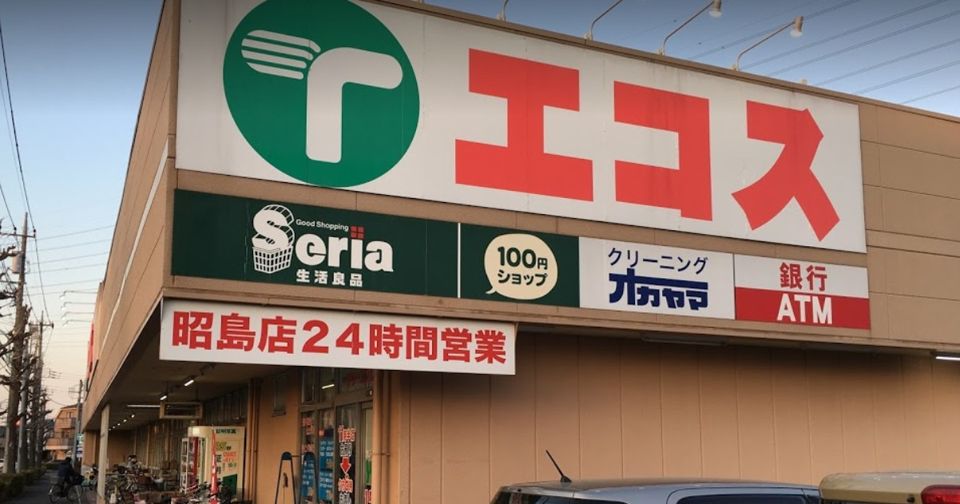 エコス
Good Shopping
Seria
生活良品
100円
ショップ
クリーニング
オカヤマ
銀行
ATM
昭島店24時間営業